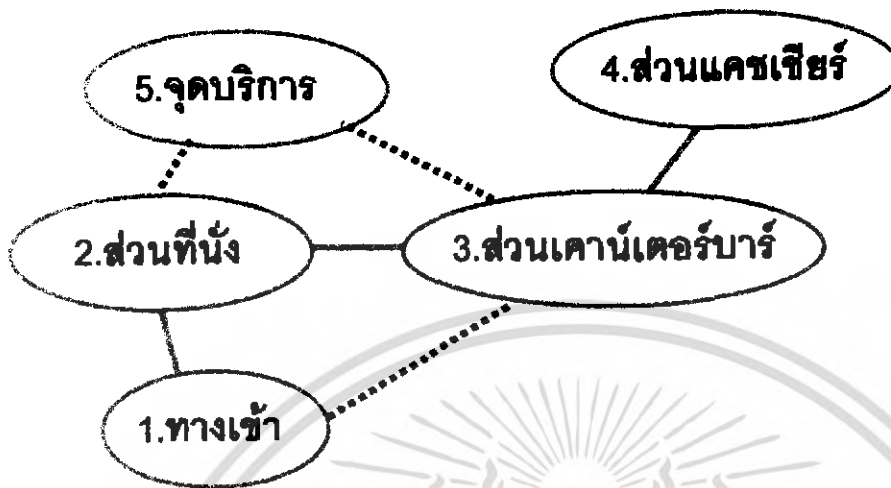 4.ส่วนแคชเชียร์
5.จุดบริการ
2.ส่วนที่นั่ง
3.ส่วนเคาน์เตอร์บาร์
1.ทางเข้า